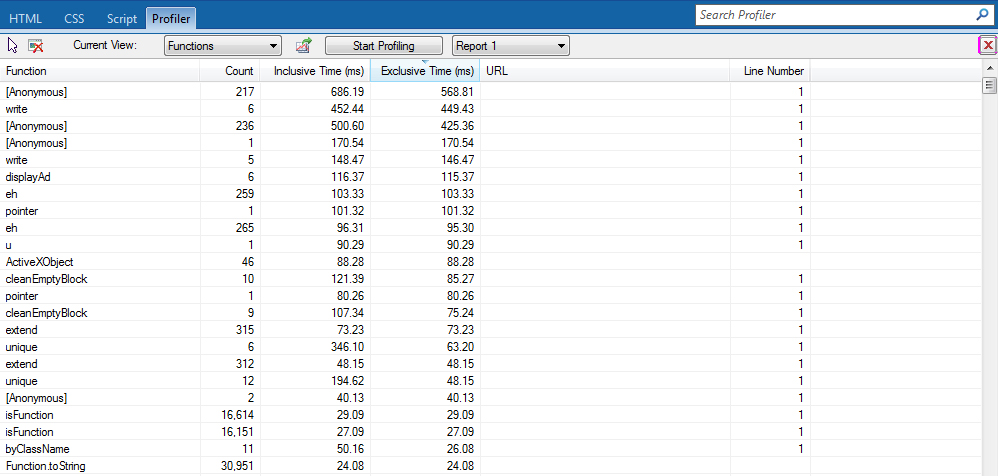 HTML CSS Script Profiler Search Profiler
Current View: Functions Start Profiling Report 1
Function Count Inclusive Time (ms) Exclusive Time (ms) URL Line Number
[Anonymous] 217 686.19 568.81 1
write 6 452.44 449.43 1
[Anonymous] 236 500.60 425.36 1
[Anonymous] 1 170.54 170.54 1
write 5 148.47 146.47 1
displayAd 6 116.37 115.37 1
eh 259 103.33 103.33 1
pointer 1 101.32 101.32 1
eh 265 96.31 95.30 1
u 1 90.29 90.29 1
ActiveXObject 46 88.28 88.28
cleanEmptyBlock 10 121.39 85.27 1
pointer 1 80.26 80.26 1
cleanEmptyBlock 9 107.34 75.24 1
extend 315 73.23 73.23 1
unique 6 346.10 63.20 1
extend 312 48.15 48.15 1
unique 12 194.62 48.15 1
[Anonymous] 2 40.13 40.13 1
isFunction 16,614 29.09 29.09 1
isFunction 16,151 27.09 27.09 1
byClassName 11 50.16 26.08 1
Function.toString 30,951 24.08 24.08